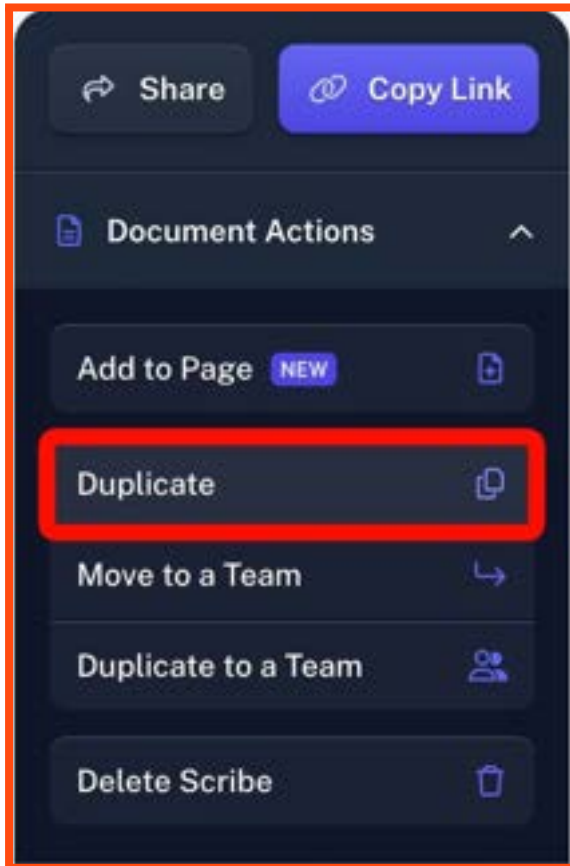 Share
Copy Link
Document Actions
Add to Page NEW
Duplicate
Move to a Team
Duplicate to a Team
Delete Scribe